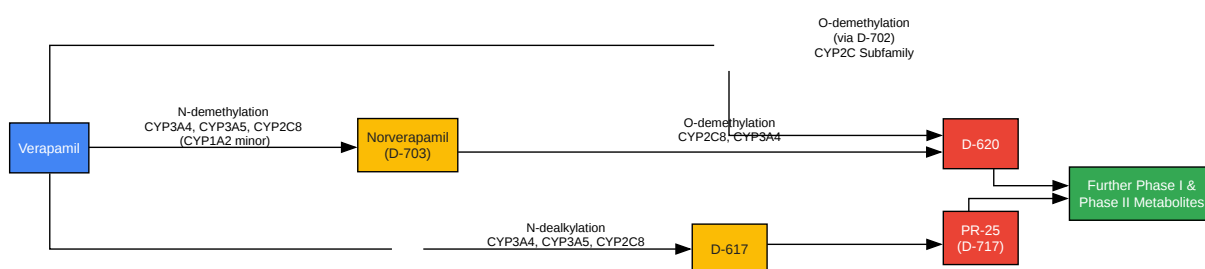 O-demethylation
(via D-702)
CYP2C Subfamily
N-demethylation
CYP3A4, CYP3A5, CYP2C8
(CYP1A2 minor)
Verapamil
Norverapamil
(D-703)
O-demethylation
CYP2C8, CYP3A4
D-620
Further Phase I &
Phase II Metabolites
N-dealkylation
CYP3A4, CYP3A5, CYP2C8
D-617
PR-25
(D-717)